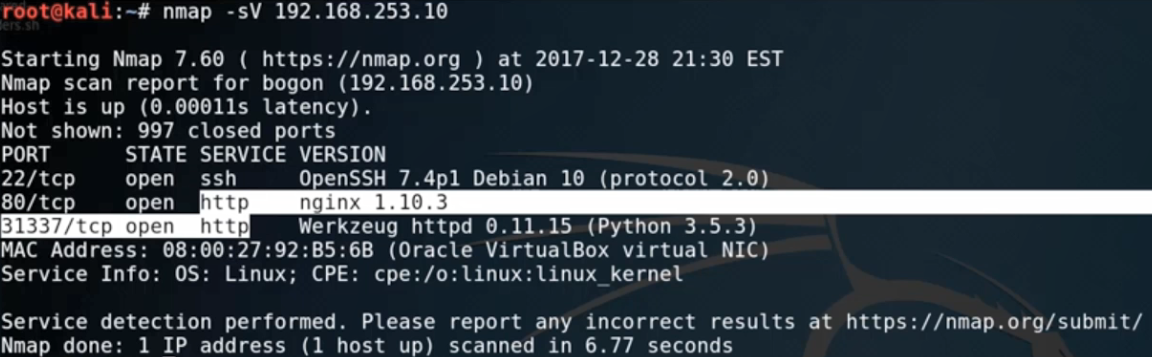 root@kali:~# nmap -sV 192.168.253.10
ers.sh
Starting Nmap 7.60 ( https://nmap.org ) at 2017-12-28 21:30 EST
Nmap scan report for bogon (192.168.253.10)
Host is up (0.00011s latency).
Not shown: 997 closed ports
PORT      STATE SERVICE VERSION
22/tcp    open  ssh     OpenSSH 7.4p1 Debian 10 (protocol 2.0)
80/tcp    open  http    nginx 1.10.3
31337/tcp open  http    Werkzeug httpd 0.11.15 (Python 3.5.3)
MAC Address: 08:00:27:92:B5:6B (Oracle VirtualBox virtual NIC)
Service Info: OS: Linux; CPE: cpe:/o:linux:linux_kernel
Service detection performed. Please report any incorrect results at https://nmap.org/submit/
Nmap done: 1 IP address (1 host up) scanned in 6.77 seconds